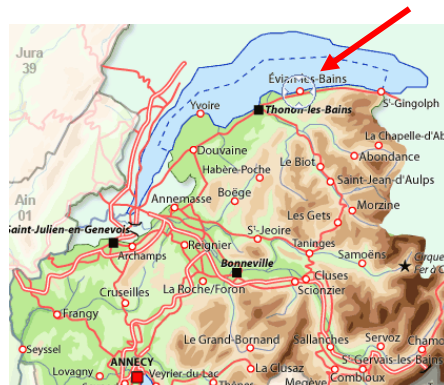 Jura
39
Évian-les-Bains
Yvoire
Thonon-les-Bains
St-Gingolph
Douvaine
La Chapelle-d'Ab
Le Biot
Abondance
Habère-Poche
Saint-Jean-d'Aulps
Ain
01
Annemasse
Boëge
Morzine
Les Gets
Saint-Julien-en-Genevois
St-Jeoire
Archamps
Reignier
Taninges
Samoëns
Cirque
Fer à C
Bonneville
Cluses
La Roche/Foron
Scionzier
Cruseilles
Frangy
Le Grand-Bornand
Sallanches
Servoz
Seyssel
ANNECY
Chamo
St-Gervais-les-Bains
Lovagny
Veyrier-du-Lac
La Clusaz
Combloux
Megève
Thônes